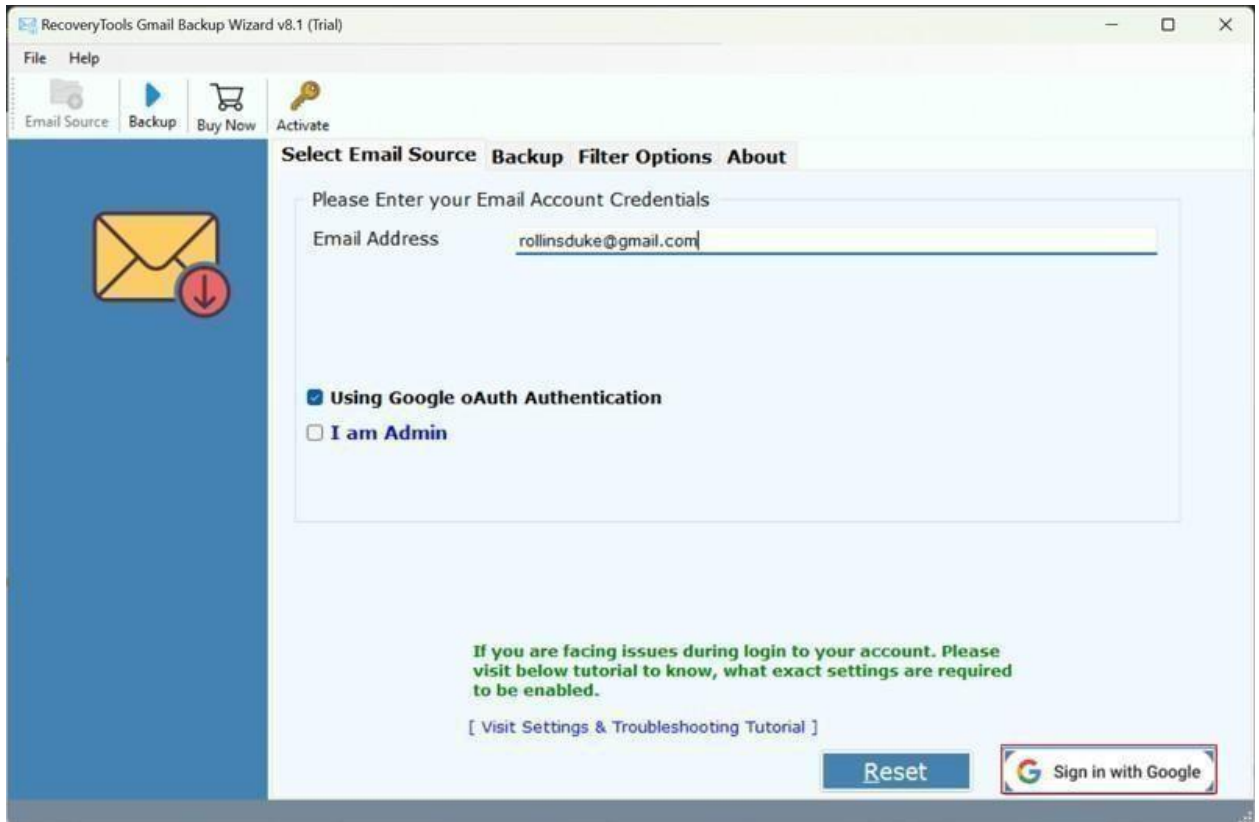 RecoveryTools Gmail Backup Wizard v8.1 (Trial)
File Help
Email Source Backup Buy Now Activate
Select Email Source Backup Filter Options About
Please Enter your Email Account Credentials
Email Address rollinsduke@gmail.com
Using Google oAuth Authentication
I am Admin
If you are facing issues during login to your account. Please
visit below tutorial to know, what exact settings are required
to be enabled.
[ Visit Settings & Troubleshooting Tutorial ]
Reset Sign in with Google